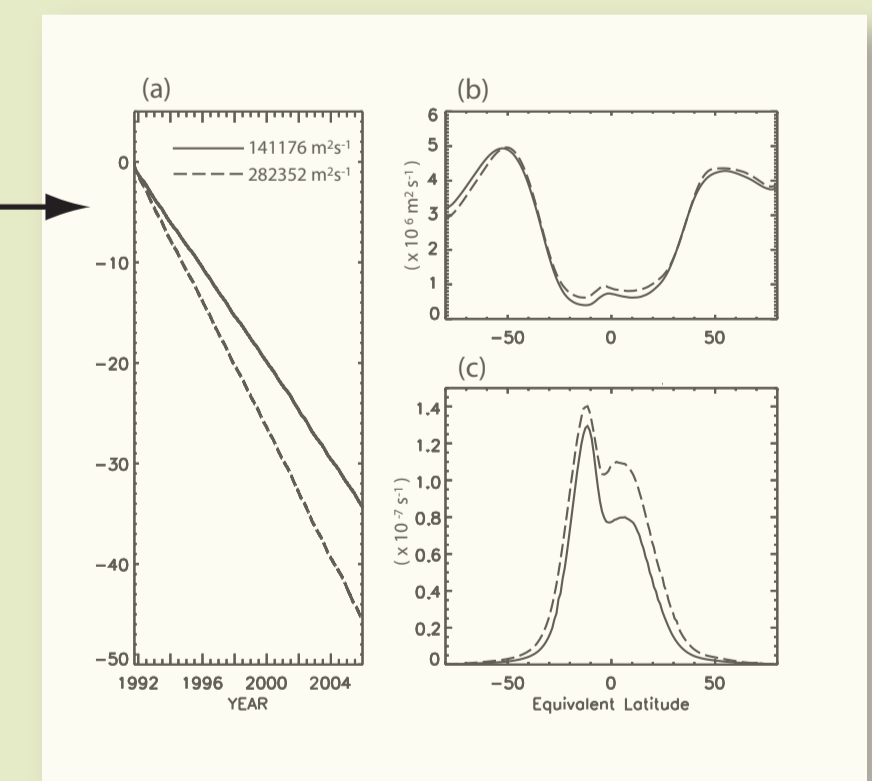 (a)
141176 m²s⁻¹
282352 m²s⁻¹
0
−10
−20
−30
−40
−50
1992 1996 2000 2004
YEAR
(b)
(x 10⁶ m² s⁻¹)
6
5
4
3
2
1
0
−50 0 50
(c)
(x 10⁻⁷ s⁻¹)
1.4
1.2
1.0
0.8
0.6
0.4
0.2
0
−50 0 50
Equivalent Latitude